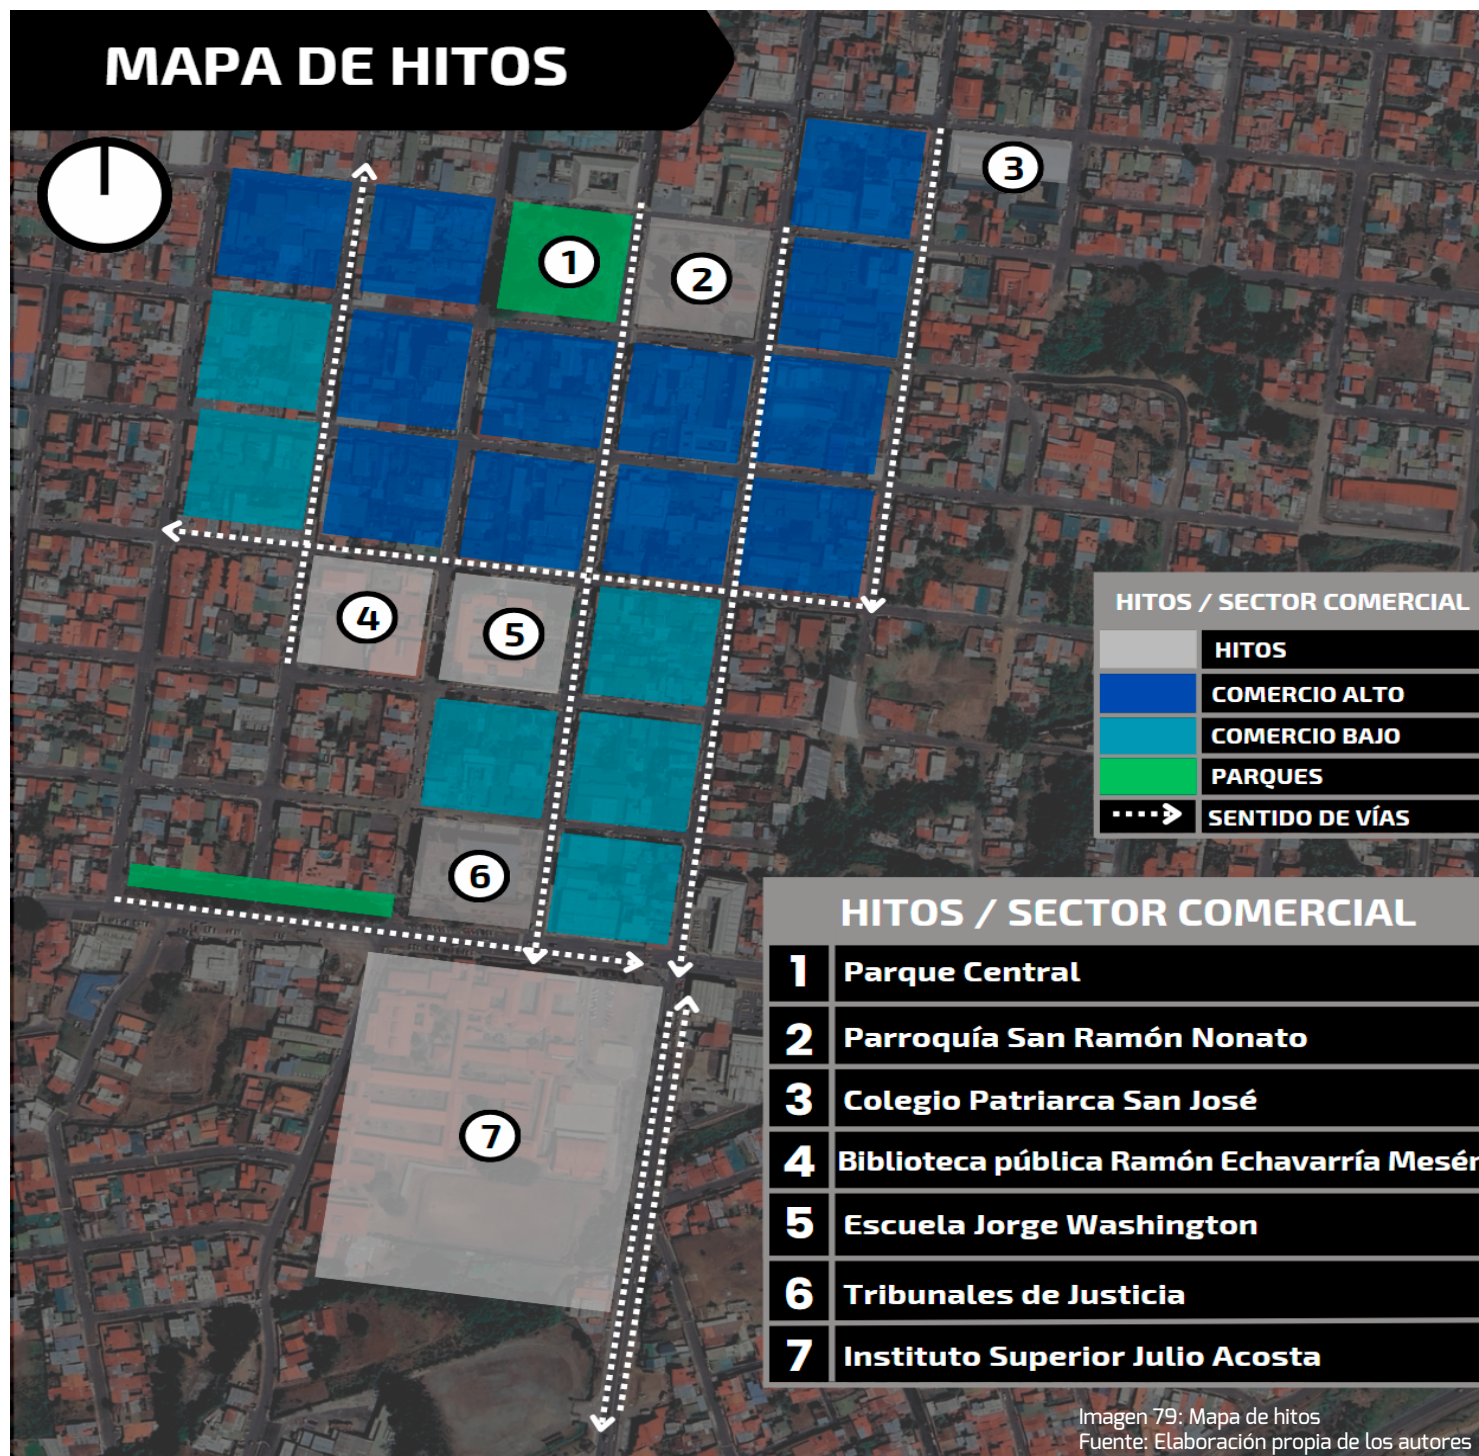 MAPA DE HITOS
1
2
3
4
5
6
7
HITOS / SECTOR COMERCIAL
HITOS
COMERCIO ALTO
COMERCIO BAJO
PARQUES
SENTIDO DE VÍAS
HITOS / SECTOR COMERCIAL
1 Parque Central
2 Parroquía San Ramón Nonato
3 Colegio Patriarca San José
4 Biblioteca pública Ramón Echavarría Mesér
5 Escuela Jorge Washington
6 Tribunales de Justicia
7 Instituto Superior Julio Acosta
Imagen 79: Mapa de hitos
Fuente: Elaboración propia de los autores